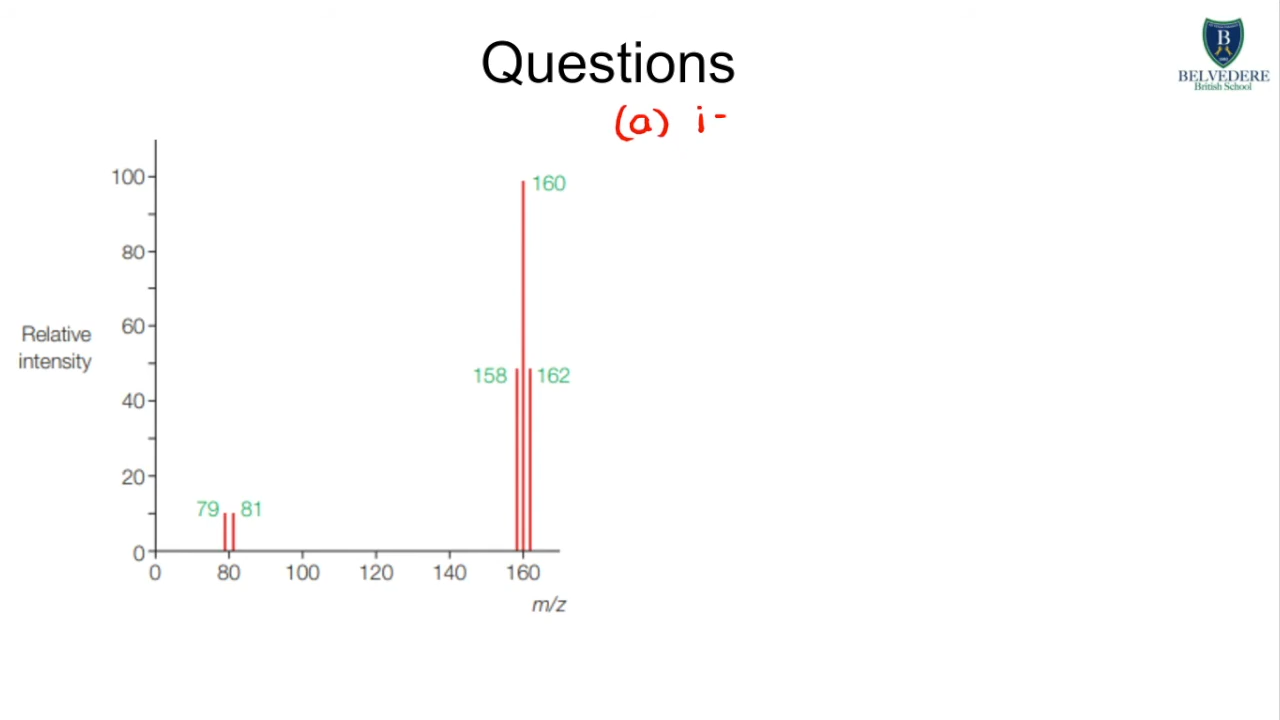 Questions
B
BELVEDERE
British School
(a) i-
100
160
80
Relative
intensity
60
158
162
40
20
79
81
0
0
80
100
120
140
160
m/z